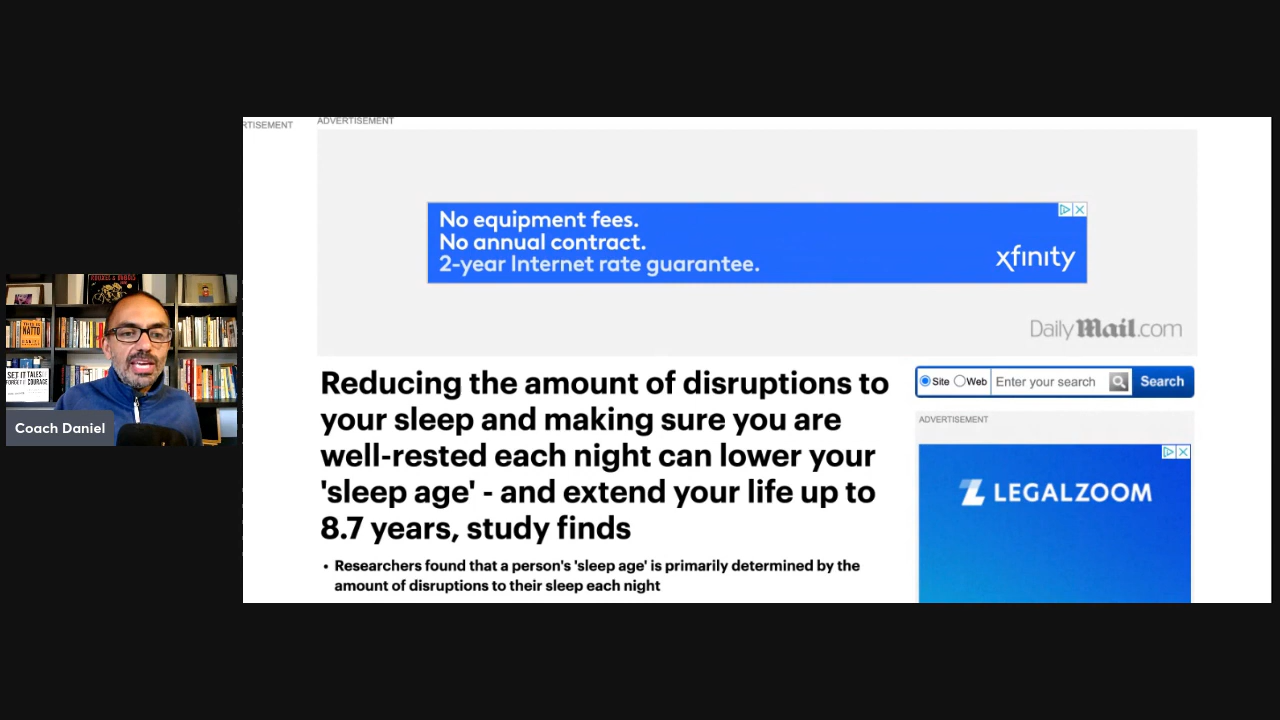 RTISEMENT
ADVERTISEMENT
No equipment fees.
No annual contract.
2-year Internet rate guarantee.
xfinity
DailyMail.com
Reducing the amount of disruptions to
your sleep and making sure you are
well-rested each night can lower your
'sleep age' - and extend your life up to
8.7 years, study finds
• Researchers found that a person's 'sleep age' is primarily determined by the
amount of disruptions to their sleep each night
Site
Web
Enter your search
Search
ADVERTISEMENT
LEGALZOOM
NATTO
COURAGE
Coach Daniel